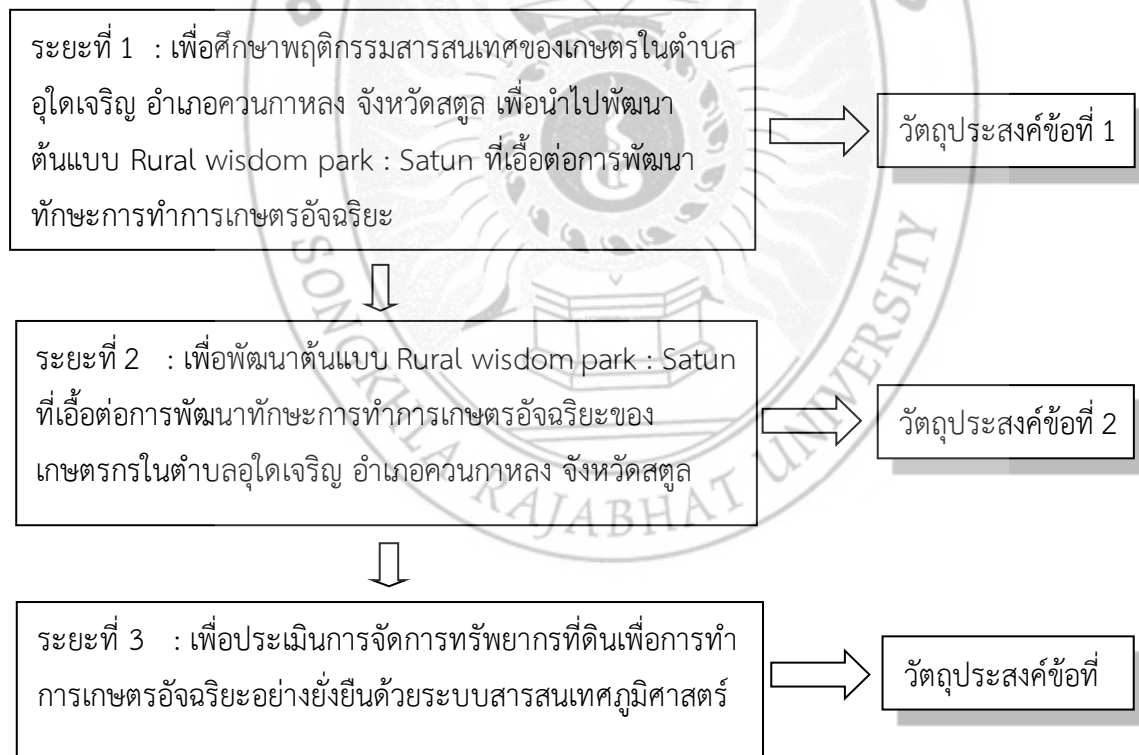 ระยะที่ 1 : เพื่อศึกษาพฤติกรรมสารสนเทศของเกษตรในตำบล
อุใดเจริญ อำเภอควนกาหลง จังหวัดสตูล เพื่อนำไปพัฒนา
ต้นแบบ Rural wisdom park : Satun ที่เอื้อต่อการพัฒนา
ทักษะการทำการเกษตรอัจฉริยะ
วัตถุประสงค์ข้อที่ 1
ระยะที่ 2 : เพื่อพัฒนาต้นแบบ Rural wisdom park : Satun
ที่เอื้อต่อการพัฒนาทักษะการทำการเกษตรอัจฉริยะของ
เกษตรกรในตำบลอุใดเจริญ อำเภอควนกาหลง จังหวัดสตูล
วัตถุประสงค์ข้อที่ 2
ระยะที่ 3 : เพื่อประเมินการจัดการทรัพยากรที่ดินเพื่อการทำ
การเกษตรอัจฉริยะอย่างยั่งยืนด้วยระบบสารสนเทศภูมิศาสตร์
วัตถุประสงค์ข้อที่
SONGKHLA RAJABHAT UNIVERSITY